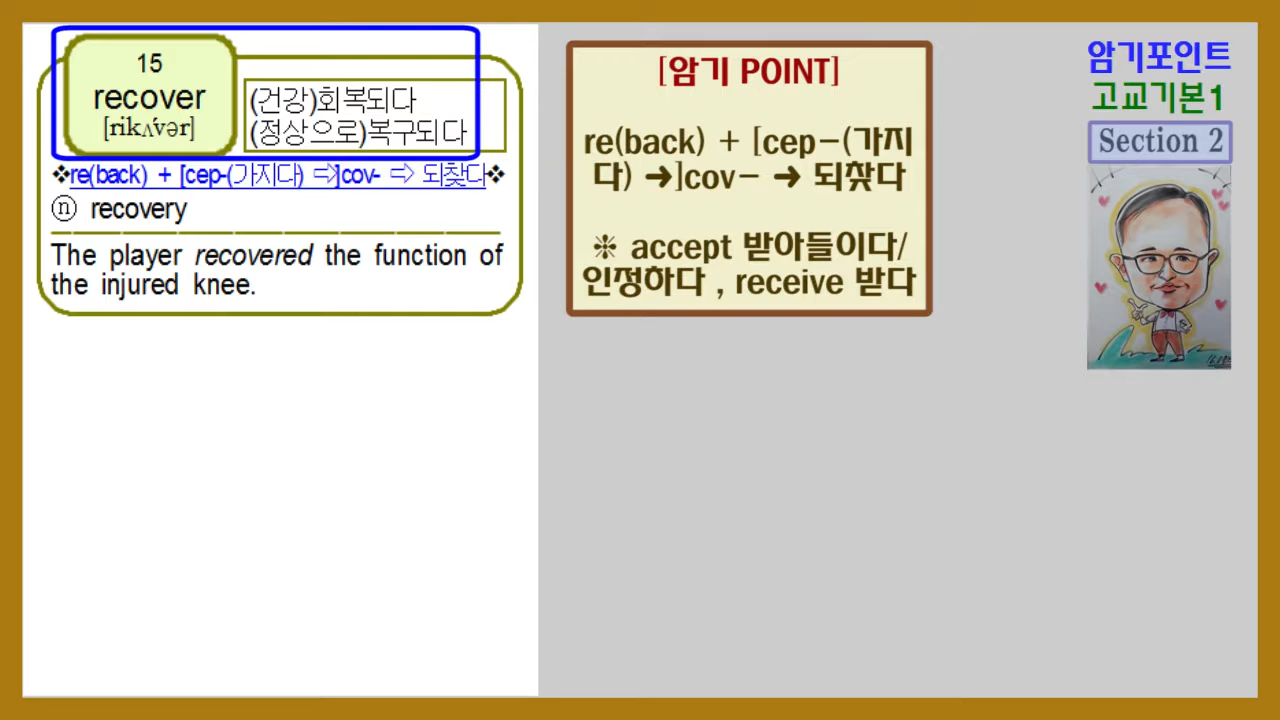 15
recover
[rikʌ́vər]
(건강)회복되다
(정상으로)복구되다
❖re(back) + [cep-(가지다) ⇨]cov- ⇨ 되찾다❖
ⓝ recovery
The player recovered the function of
the injured knee.
[암기 POINT]
re(back) + [cep-(가지
다) ➜]cov- ➜ 되찾다
❈ accept 받아들이다/
인정하다 , receive 받다
암기포인트
고교기본1
Section 2